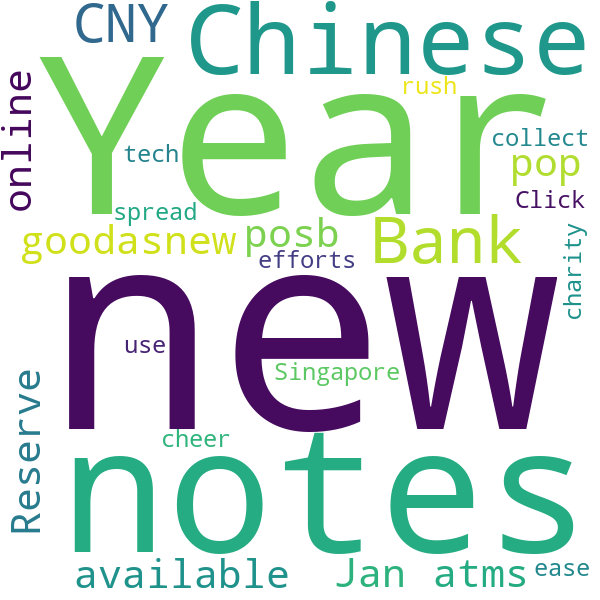 CNY
Chinese
online
Year
rush
tech
collect
pop
Click
spread
goodasnew
posb
Bank
efforts
charity
new
use
Singapore
Reserve
cheer
notes
available
Jan
atms
ease